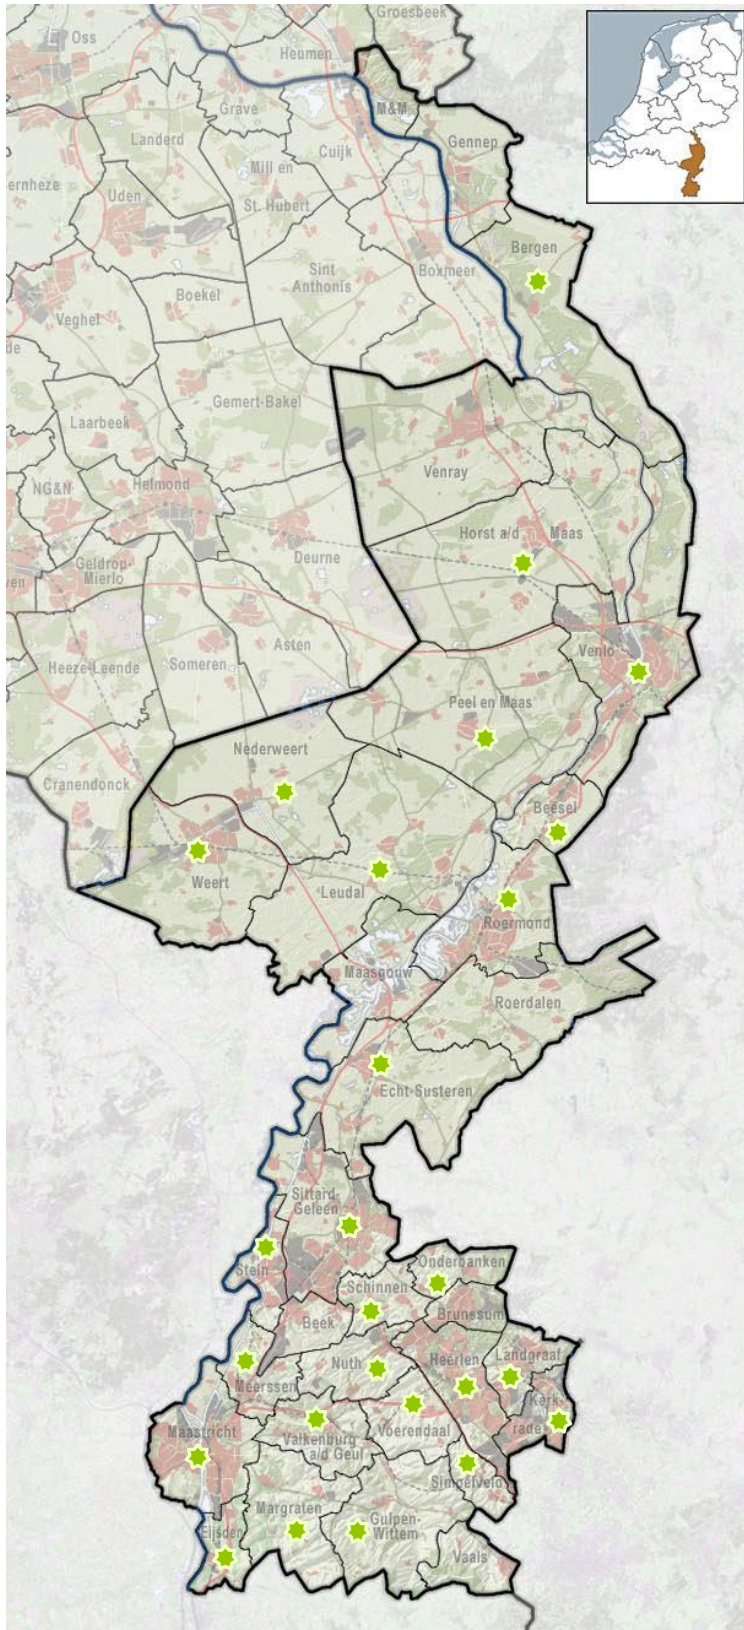 Groesbeek
Oss
Heumen
Grave
M&M
Landerd
Cuijk
Gennep
Mill en
St. Hubert
ernheze
Uden
Bergen
Sint
Anthonis
Boxmeer
Boekel
Veghel
de
Gemert-Bakel
Laarbeek
Venray
NG&N
Helmond
Horst a/d Maas
Deurne
Geldrop-
Mierlo
ven
Asten
Venlo
Heeze-Leende
Someren
Peel en Maas
Nederweert
Cranendonck
Beesel
Weert
Leudal
Roermond
Maasgouw
Roerdalen
Echt-Susteren
Sittard-
Geleen
Stein
Onderbanken
Schinnen
Beek
Brunssum
Nuth
Heerlen
Landgraaf
Meerssen
Kerk-
rade
Maastricht
Valkenburg
a/d Geul
Voerendaal
Simpelveld
Margraten
Gulpen-
Wittem
Eijsden
Vaals